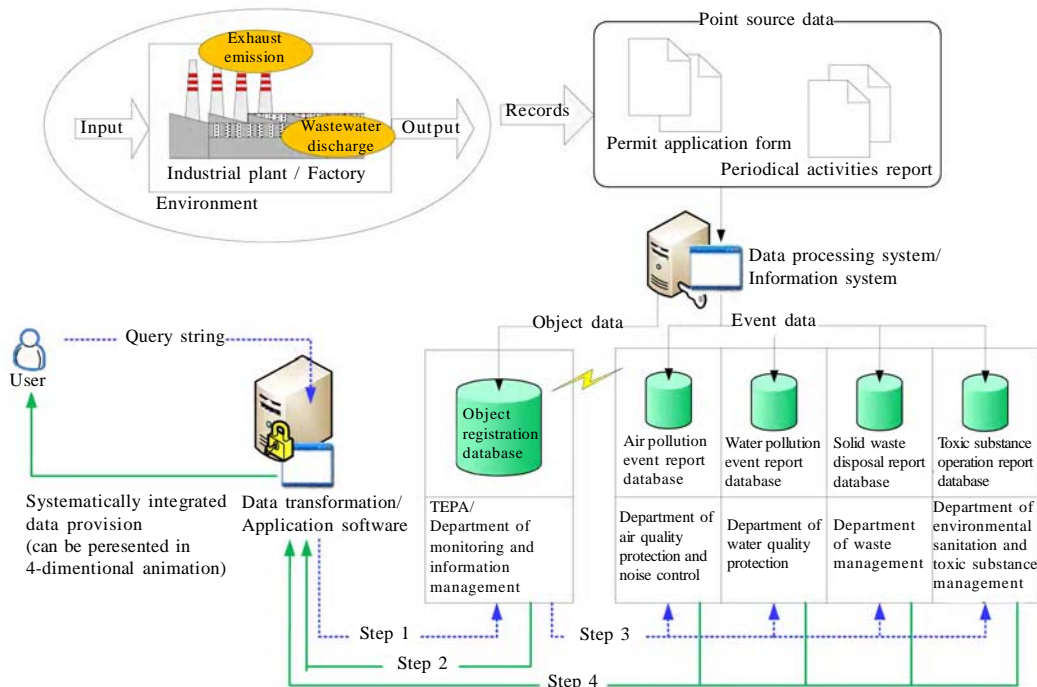 Exhaust
emission
Input
Wastewater
discharge
Output
Industrial plant / Factory
Environment
Records
Point source data
Permit application form
Periodical activities report
Data processing system/
Information system
Object data
Event data
Query string
User
Systematically integrated
data provision
(can be peresented in
4-dimentional animation)
Data transformation/
Application software
Object
registration
database
TEPA/
Department of
monitoring and
information
management
Air pollution
event report
database
Department of
air quality
protection and
noise control
Water pollution
event report
database
Department of
water quality
protection
Solid waste
disposal report
database
Department
of waste
management
Toxic substance
operation report
database
Department of
environmental
sanitation and
toxic substance
management
Step 1
Step 3
Step 2
Step 4